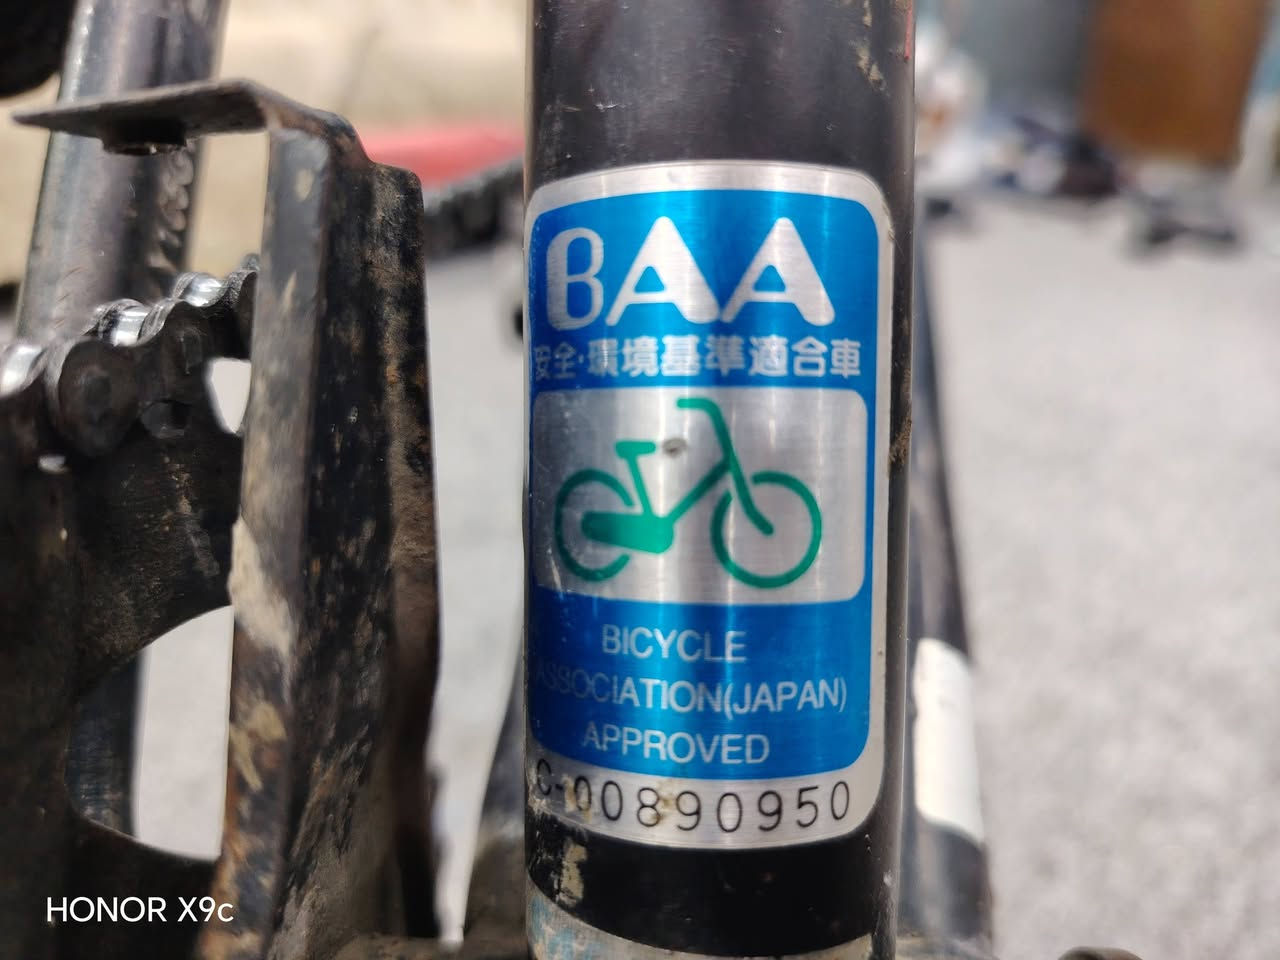 BAA
安全･環境基準適合車
BICYCLE
ASSOCIATION(JAPAN)
APPROVED
C-00890950
HONOR X9c